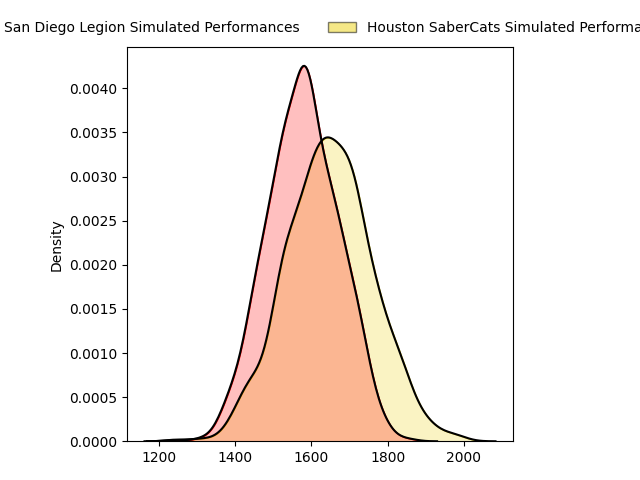 San Diego Legion Simulated Performances
Houston SaberCats Simulated Performa
Density
0.0040
0.0035
0.0030
0.0025
0.0020
0.0015
0.0010
0.0005
0.0000
1200 1400 1600 1800 2000